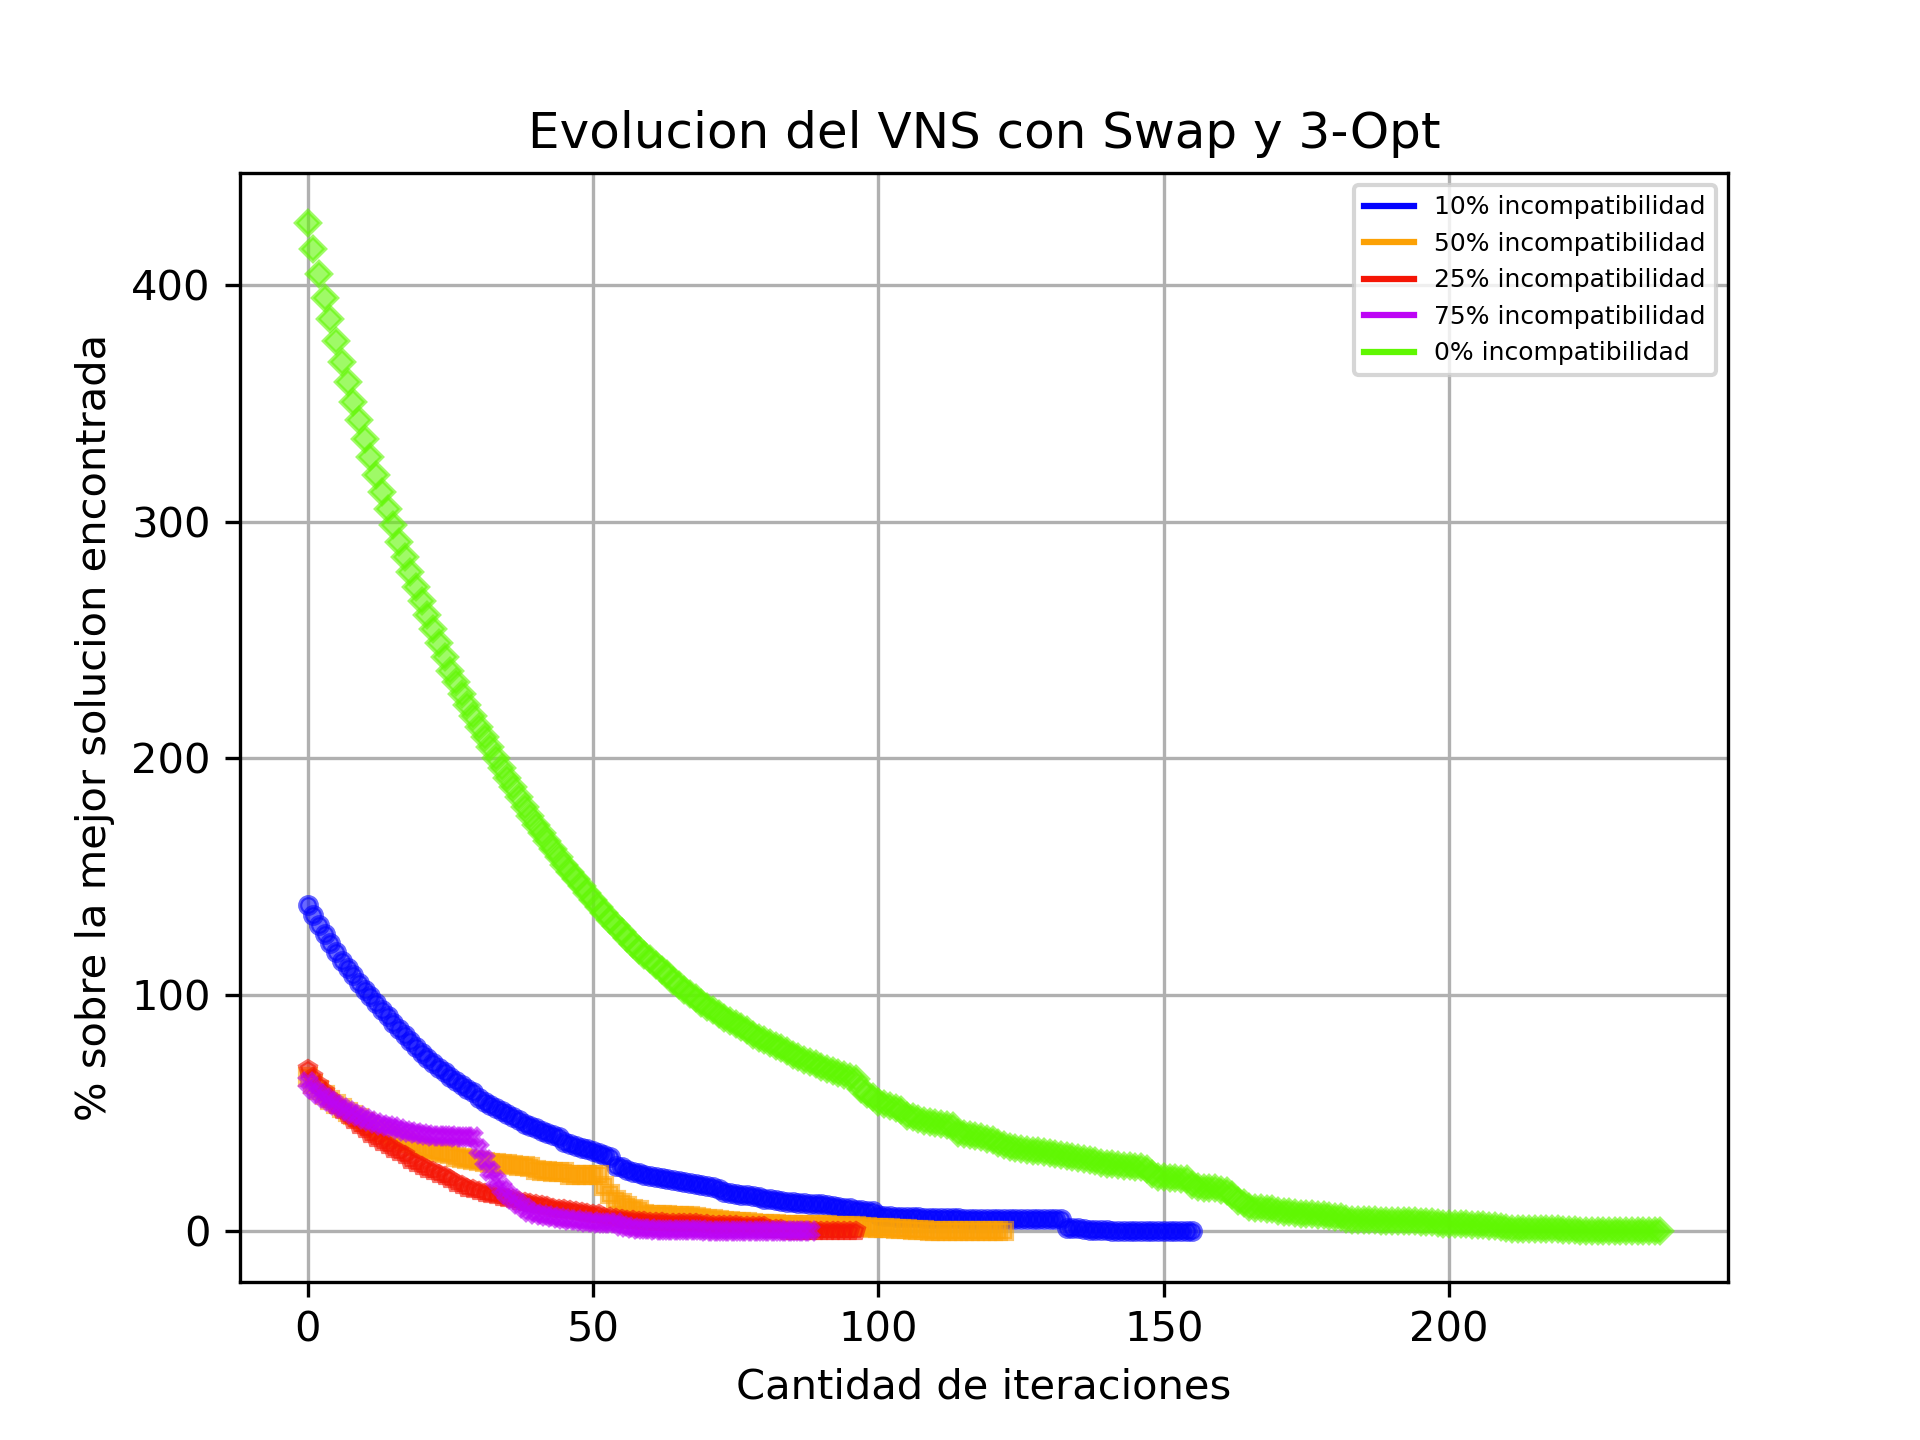 Evolucion del VNS con Swap y 3-Opt
10% incompatibilidad
50% incompatibilidad
25% incompatibilidad
75% incompatibilidad
0% incompatibilidad
% sobre la mejor solucion encontrada
400
300
200
100
0
0 50 100 150 200
Cantidad de iteraciones